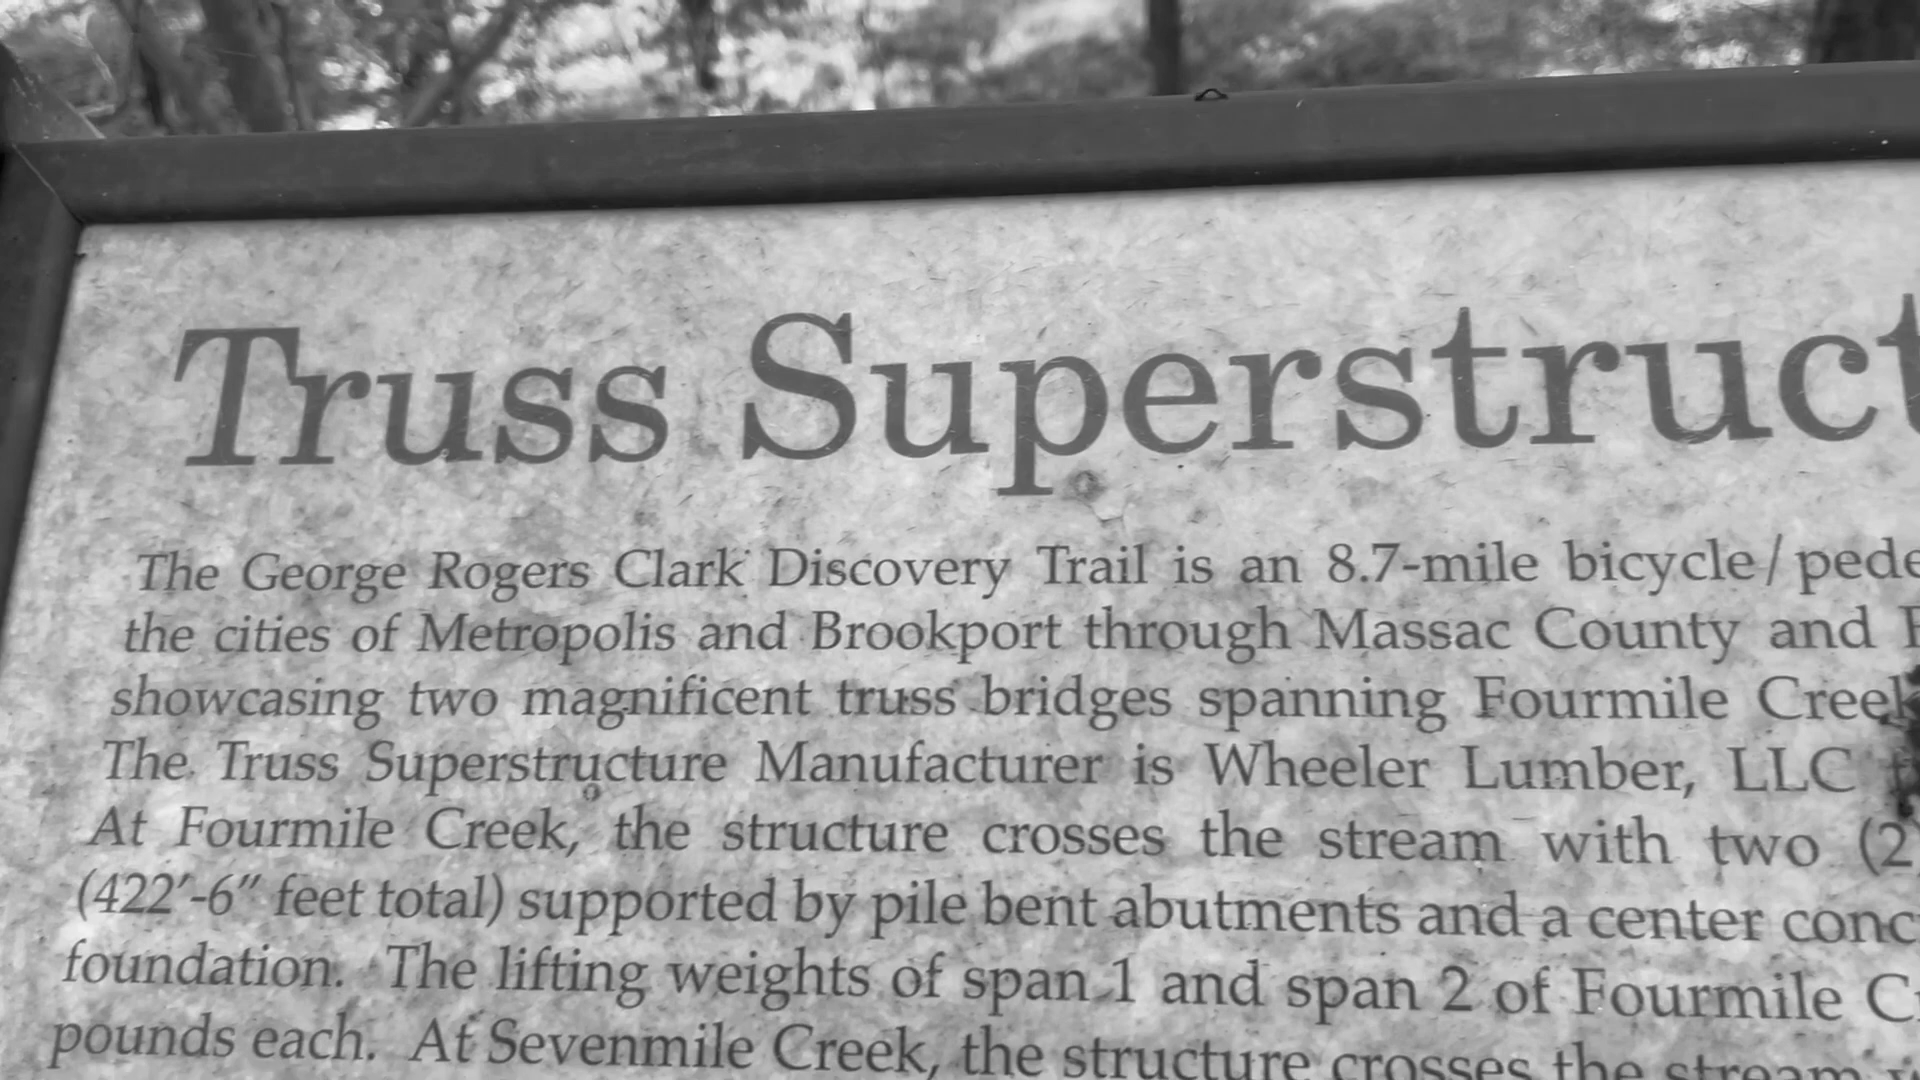 Truss Superstruct
The George Rogers Clark Discovery Trail is an 8.7-mile bicycle/pede
the cities of Metropolis and Brookport through Massac County and
showcasing two magnificent truss bridges spanning Fourmile Creek
The Truss Superstructure Manufacturer is Wheeler Lumber, LLC
At Fourmile Creek, the structure crosses the stream with two (2
(422'-6" feet total) supported by pile bent abutments and a center conc
foundation. The lifting weights of span 1 and span 2 of Fourmile C
pounds each. At Sevenmile Creek, the structure crosses the stream